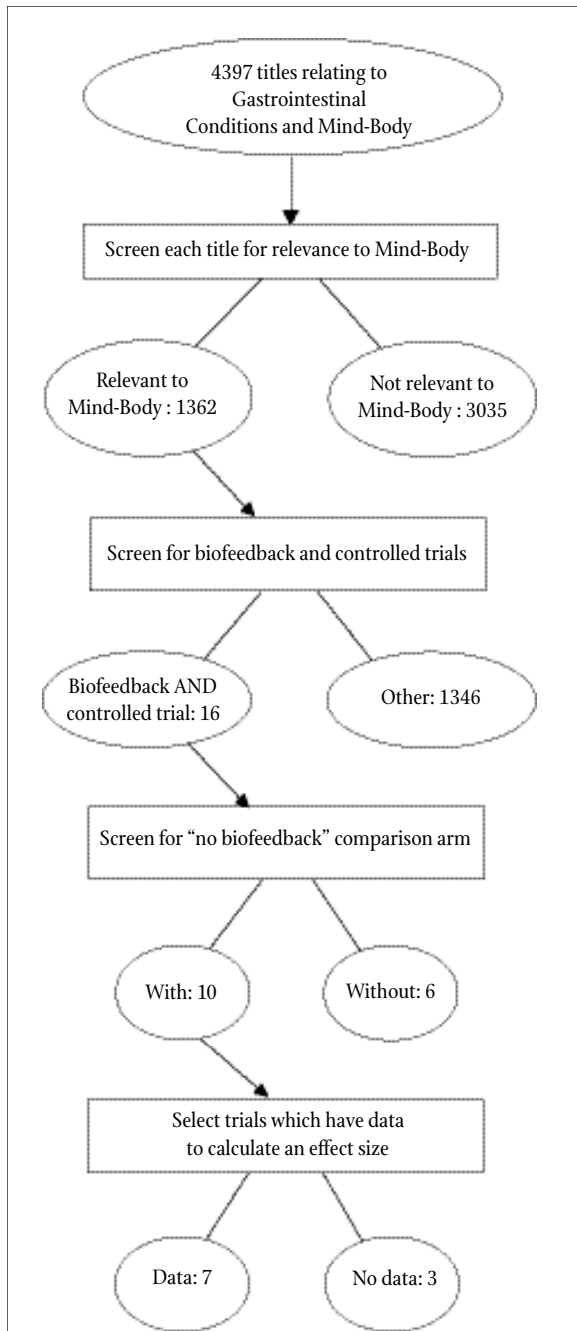 4397 titles relating to
Gastrointestinal
Conditions and Mind-Body
Screen each title for relevance to Mind-Body
Relevant to
Mind-Body : 1362
Not relevant to
Mind-Body : 3035
Screen for biofeedback and controlled trials
Biofeedback AND
controlled trial: 16
Other: 1346
Screen for “no biofeedback” comparison arm
With: 10
Without: 6
Select trials which have data
to calculate an effect size
Data: 7
No data: 3